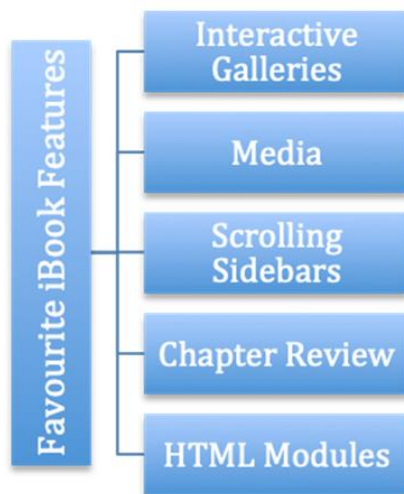 Favourite iBook Features
Interactive
Galleries
Media
Scrolling
Sidebars
Chapter Review
HTML Modules